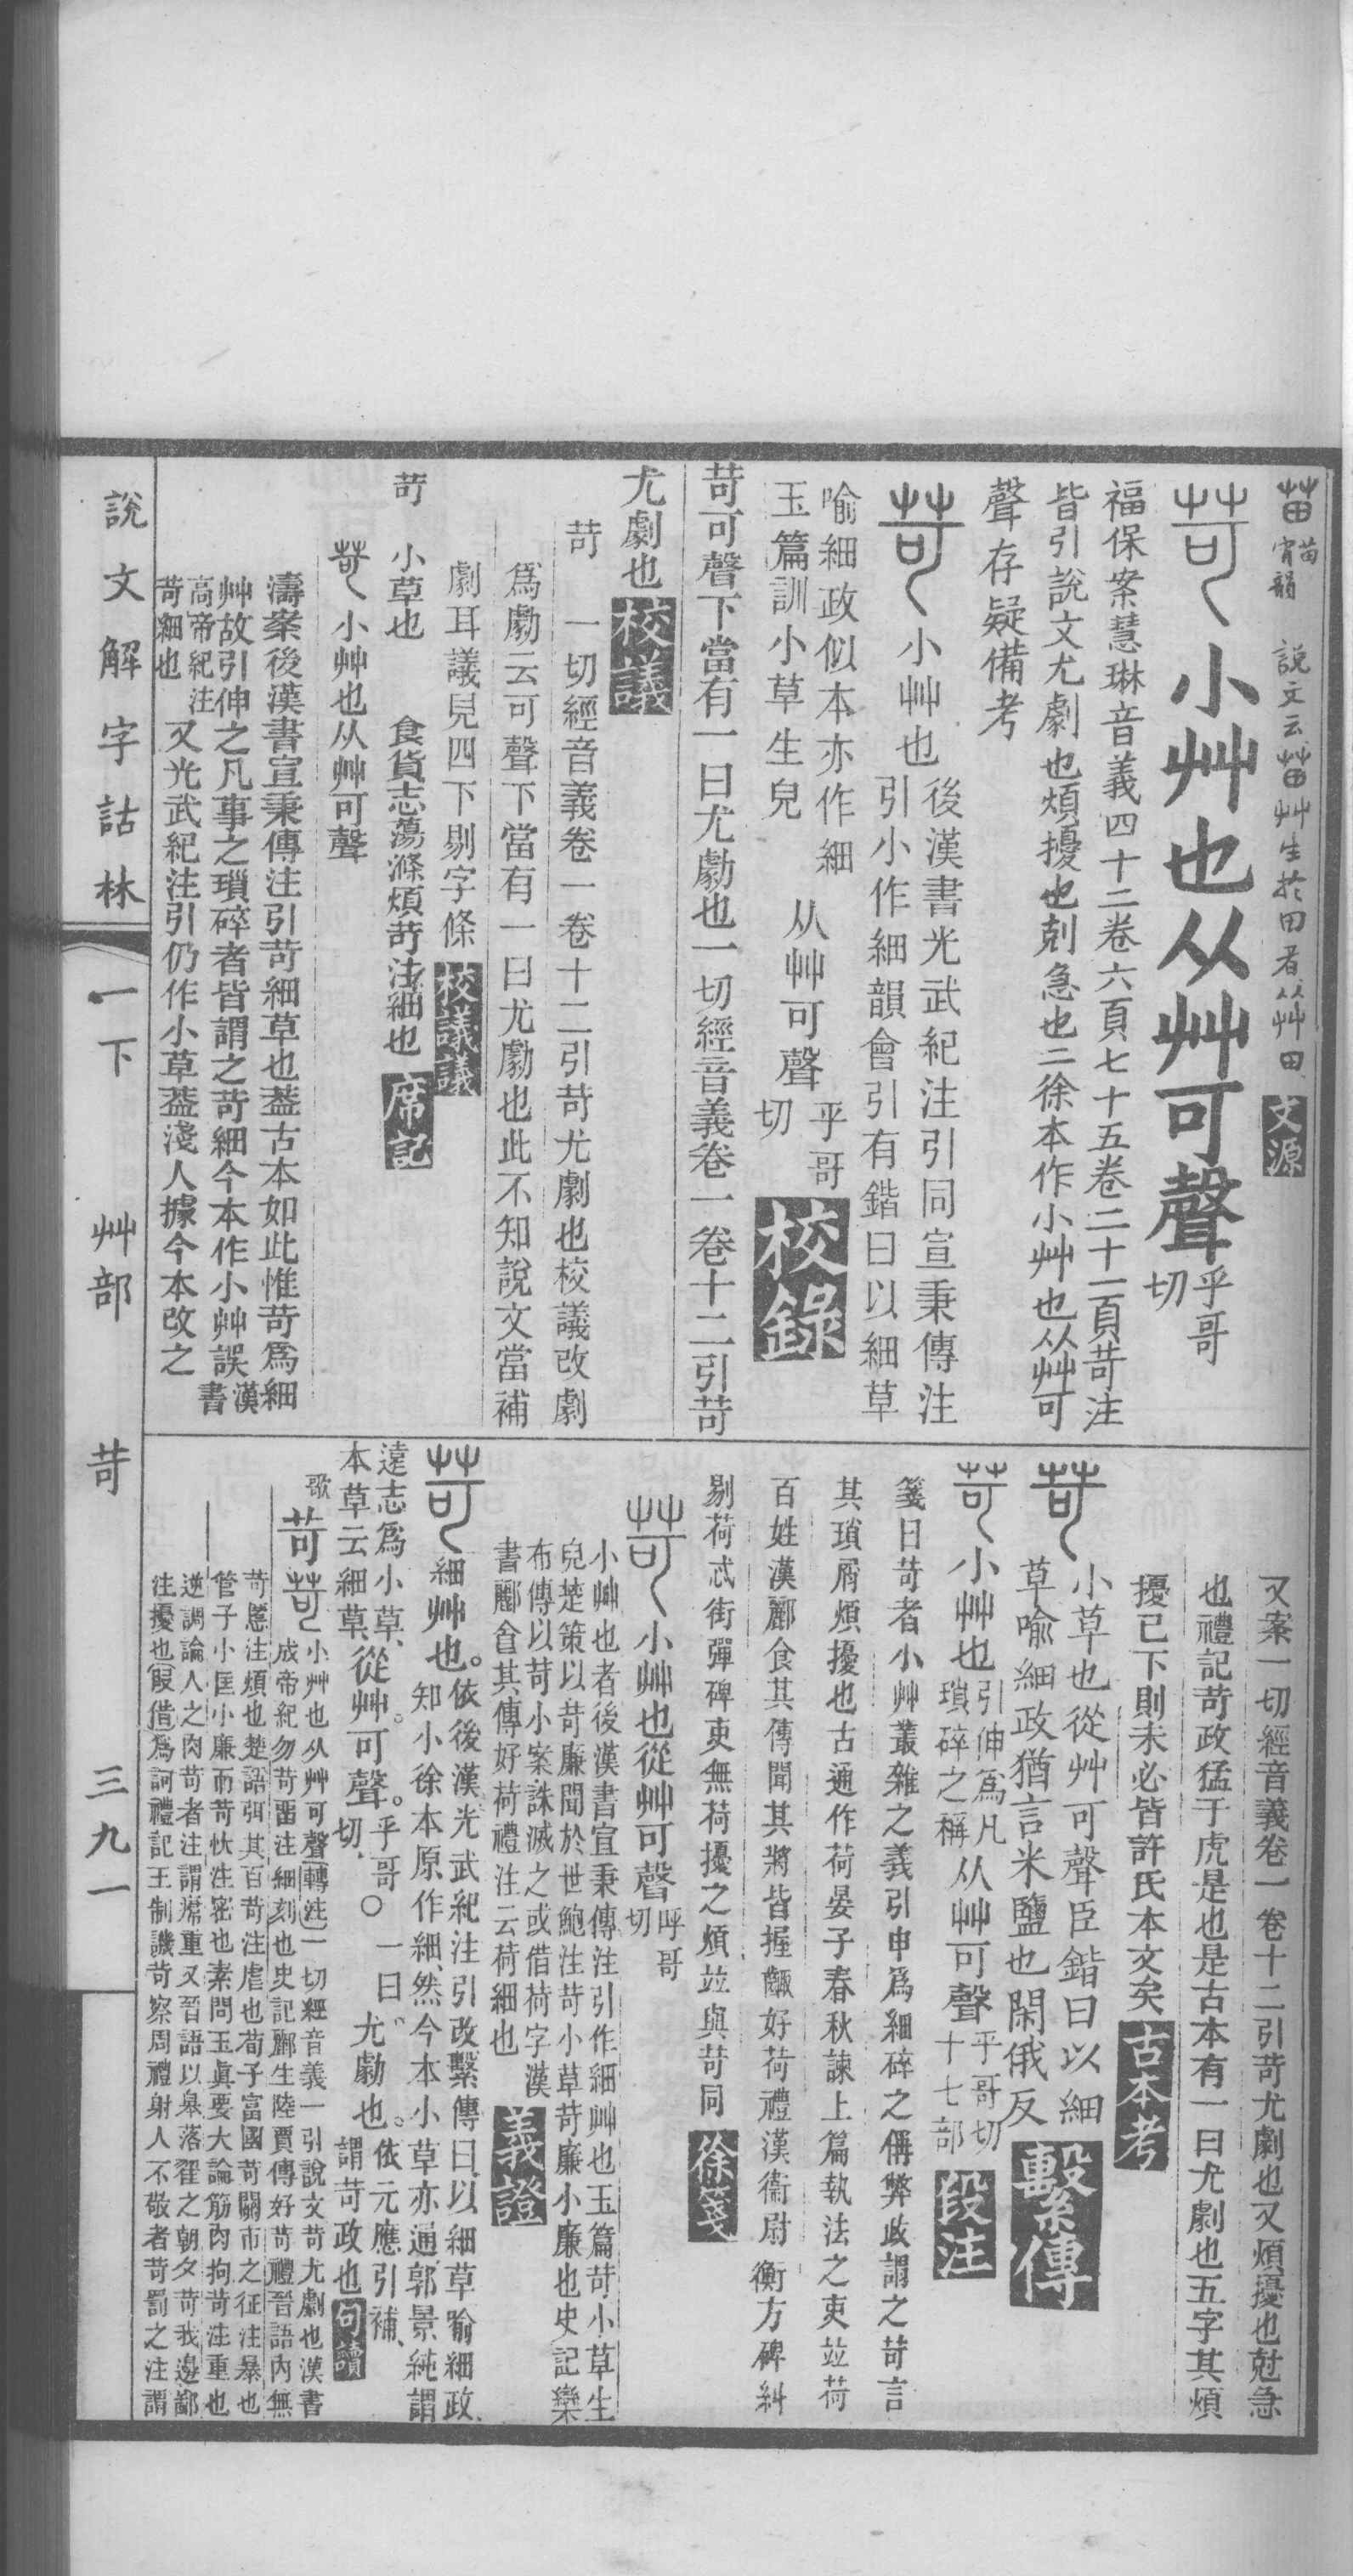 苗 苗宵韻 說文云苗艸生於田者从艸田 文源
苛 小艸也从艸可聲 乎哥切
福保案慧琳音義四十二卷六頁七十五卷二十一頁苛注
皆引說文尤劇也煩擾也剋急也二徐本作小艸也从艸可
聲存疑備考
苛 小艸也 後漢書光武紀注引同宣秉傳注
引小作細韻會引有鍇曰以細草
喻細政似本亦作細 从艸可聲 乎哥切 校錄
玉篇訓小草生皃
苛可聲下當有一曰尤勮也一切經音義卷一卷十二引苛
尤劇也 校議
苛 一切經音義卷一卷十二引苛尤劇也校議改劇
爲勮云可聲下當有一曰尤勮也此不知說文當補
劇耳議見四下剔字條 校議議
苛 小草也 食貨志蕩滌煩苛注細也 席記
苛 小艸也从艸可聲
濤案後漢書宣秉傳注引苛細草也葢古本如此惟苛爲細
艸故引伸之凡事之瑣碎者皆謂之苛細今本作小艸誤 漢書
高帝紀注苛細也 又光武紀注引仍作小草葢淺人據今本改之
又案一切經音義卷一卷十二引苛尤劇也又煩擾也尅急
也禮記苛政猛于虎是也是古本有一曰尤劇也五字其煩
擾已下則未必皆許氏本文矣 古本考
苛 小草也從艸可聲臣鍇曰以細
草喩細政猶言米鹽也閑俄反 繫傳
苛 小艸也 引伸爲凡瑣碎之稱 从艸可聲 乎哥切十七部 段注
箋曰苛者小艸叢雜之義引申爲細碎之偁弊政謂之苛言
其瑣屑煩擾也古通作荷晏子春秋諫上篇執法之吏竝荷
百姓漢酈食其傳聞其將皆握齱好荷禮漢衞尉衡方碑糾
剔荷忒街彈碑吏無荷擾之煩竝與苛同 徐箋
苛 小艸也從艸可聲 呼哥切
小艸也者後漢書宣秉傳注引作細艸也玉篇苛小草生
皃楚策以苛廉聞於世鮑注苛小草苛廉小廉也史記欒
布傳以苛小案誅滅之或借荷字漢
書酈食其傳好荷禮注云荷細也 義證
苛 細艸也。依後漢光武紀注引改繫傳曰以細草喻細政、
知小徐本原作細、然今本小草亦通、郭景純謂
遠志爲小草、
本草云細草、 從艸。可聲。乎哥切、○一曰。尤勮也。依元應引補、
謂苛政也 句讀
歌 苛 苛 小艸也从艸可聲 轉注 一切經音義一引說文苛尤劇也漢書
成帝紀勿苛留注細刻也史記酈生陸賈傳好苛禮晉語內無
苛慝注煩也楚語弭其百苛注虐也荀子富國苛關市之征注暴也
管子小匡小廉而苛忕注密也素問玉眞要大論筋肉拘苛注重也
逆調論人之肉苛者注謂㿏重又晉語以皋落翟之朝夕苛我邊鄙
注擾也 假借 爲訶禮記王制譏苛察周禮射人不敬者苛罰之注謂
說文解字詁林 一下 艸部 苛 三九一